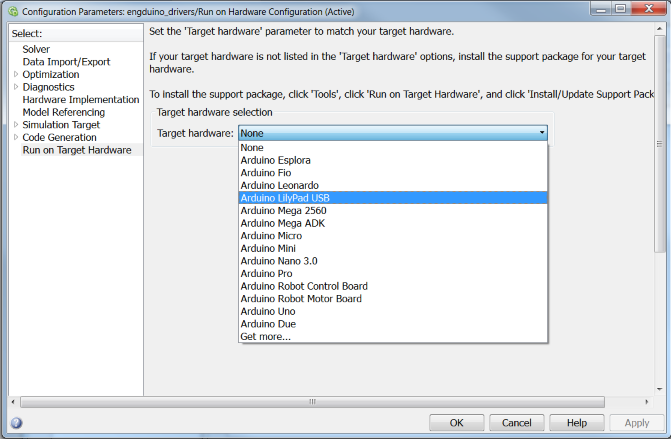 Configuration Parameters: engduino_drivers/Run on Hardware Configuration (Active)
Select:
Solver
Data Import/Export
Optimization
Diagnostics
Hardware Implementation
Model Referencing
Simulation Target
Code Generation
Run on Target Hardware
Set the 'Target hardware' parameter to match your target hardware.
If your target hardware is not listed in the 'Target hardware' options, install the support package for your target
hardware.
To install the support package, click 'Tools', click 'Run on Target Hardware', and click 'Install/Update Support Pack
Target hardware selection
Target hardware: None
None
Arduino Esplora
Arduino Fio
Arduino Leonardo
Arduino LilyPad USB
Arduino Mega 2560
Arduino Mega ADK
Arduino Micro
Arduino Mini
Arduino Nano 3.0
Arduino Pro
Arduino Robot Control Board
Arduino Robot Motor Board
Arduino Uno
Arduino Due
Get more...
OK Cancel Help Apply